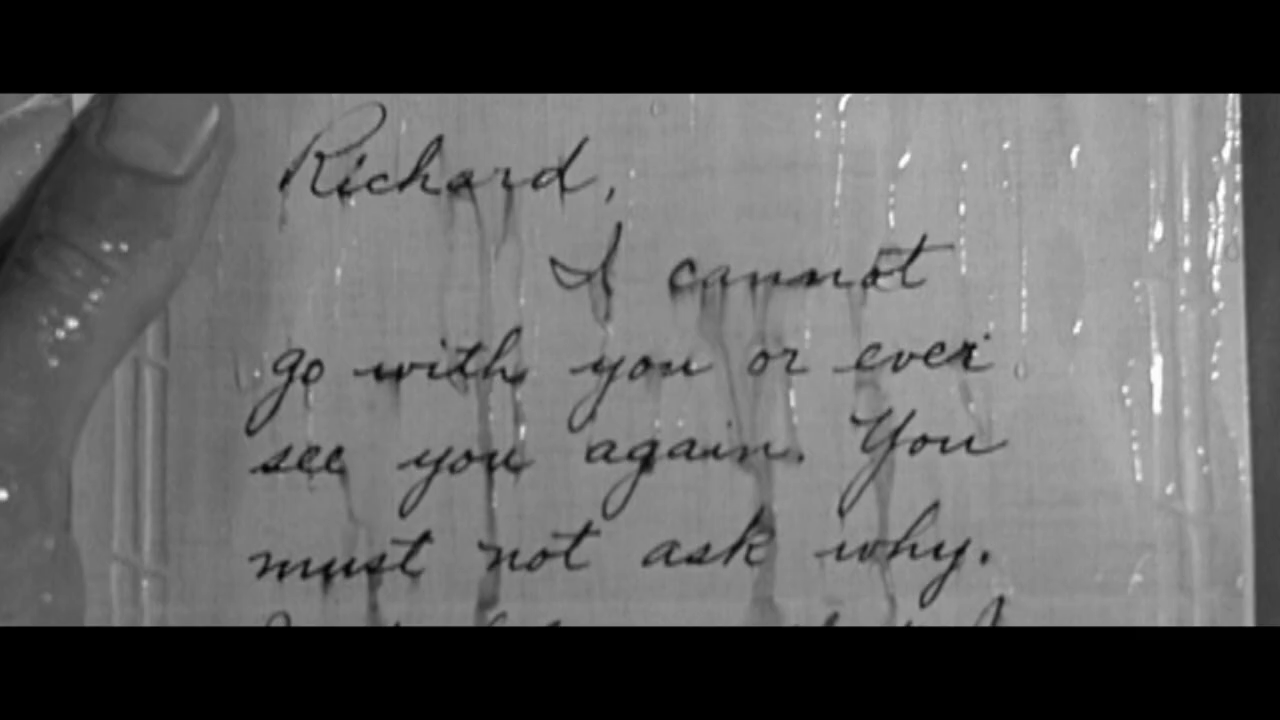 Richard,
I cannot
go with you or ever
see you again. You
must not ask why.